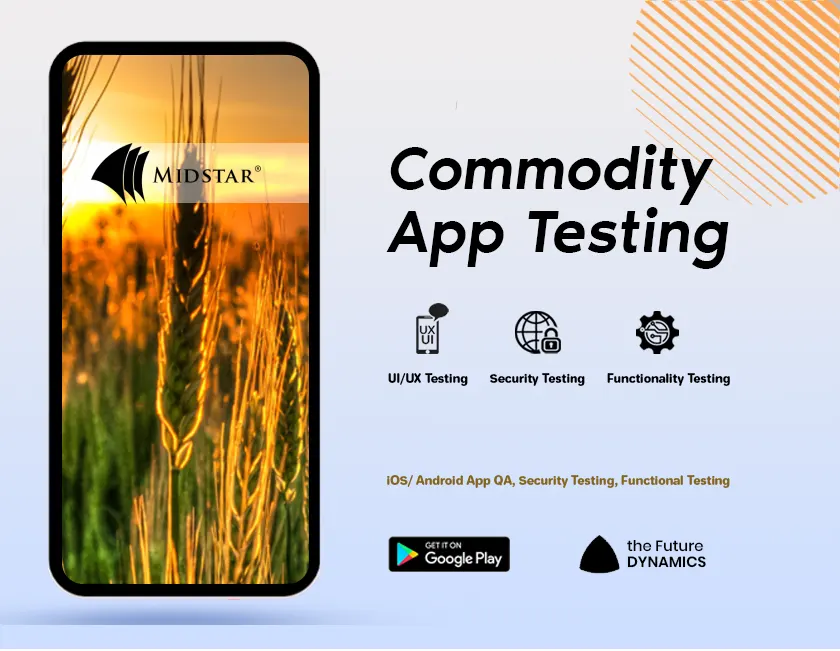 MIDSTAR®
Commodity
App Testing
UX
UI
UI/UX Testing
Security Testing
Functionality Testing
iOS/ Android App QA, Security Testing, Functional Testing
GET IT ON
Google Play
the Future
DYNAMICS